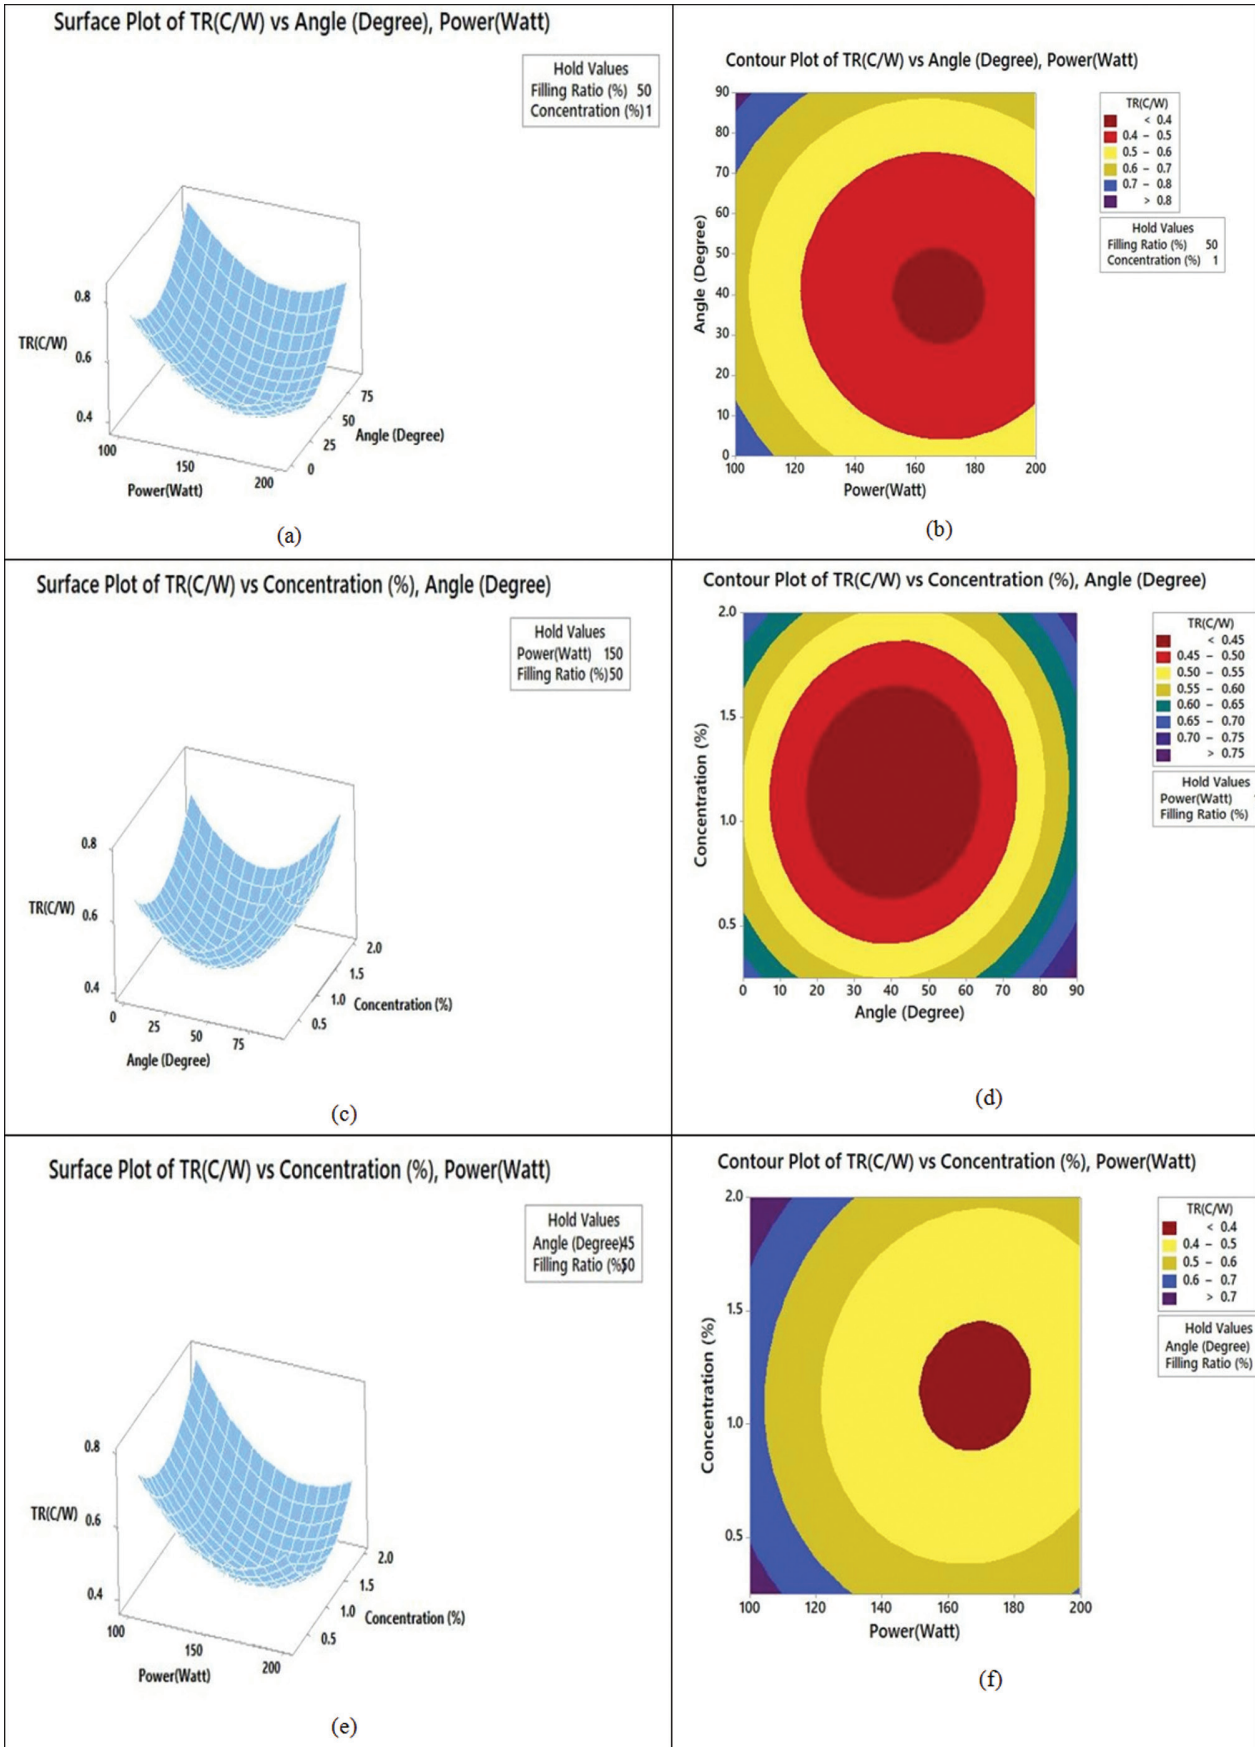 Surface Plot of TR(C/W) vs Angle (Degree), Power(Watt)
Hold Values
Filling Ratio (%) 50
Concentration (%)1
0.8
TR(C/W)
0.6
0.4
100
150
200
Power(Watt)
0
25
50
75
Angle (Degree)
(a)
Contour Plot of TR(C/W) vs Angle (Degree), Power(Watt)
TR(C/W)
< 0.4
0.4 – 0.5
0.5 – 0.6
0.6 – 0.7
0.7 – 0.8
> 0.8
Hold Values
Filling Ratio (%) 50
Concentration (%) 1
90
80
70
60
50
40
30
20
10
0
Angle (Degree)
100 120 140 160 180 200
Power(Watt)
(b)
Surface Plot of TR(C/W) vs Concentration (%), Angle (Degree)
Hold Values
Power(Watt) 150
Filling Ratio (%)50
0.8
TR(C/W) 0.6
0.4
0
25
50
75
Angle (Degree)
0.5
1.0
1.5
2.0
Concentration (%)
(c)
Contour Plot of TR(C/W) vs Concentration (%), Angle (Degree)
TR(C/W)
< 0.45
0.45 – 0.50
0.50 – 0.55
0.55 – 0.60
0.60 – 0.65
0.65 – 0.70
0.70 – 0.75
> 0.75
Hold Values
Power(Watt)
Filling Ratio (%)
2.0
1.5
1.0
0.5
Concentration (%)
0 10 20 30 40 50 60 70 80 90
Angle (Degree)
(d)
Surface Plot of TR(C/W) vs Concentration (%), Power(Watt)
Hold Values
Angle (Degree)45
Filling Ratio (%)50
0.8
TR(C/W) 0.6
0.4
100
150
200
Power(Watt)
0.5
1.0
1.5
2.0
Concentration (%)
(e)
Contour Plot of TR(C/W) vs Concentration (%), Power(Watt)
TR(C/W)
< 0.4
0.4 – 0.5
0.5 – 0.6
0.6 – 0.7
> 0.7
Hold Values
Angle (Degree)
Filling Ratio (%)
2.0
1.5
1.0
0.5
Concentration (%)
100 120 140 160 180 200
Power(Watt)
(f)